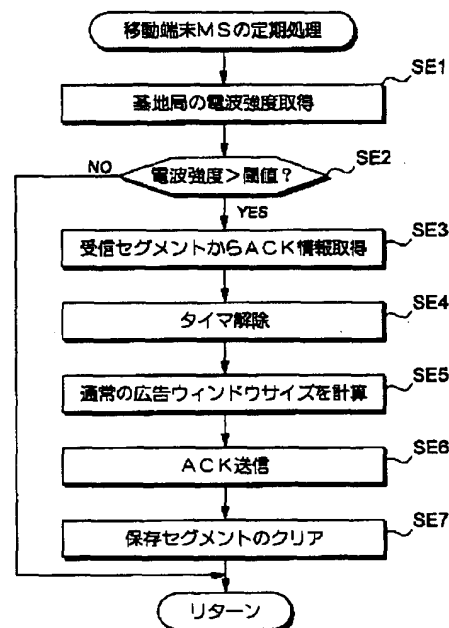 移動端末MSの定期処理
SE1
基地局の電波強度取得
SE2
NO
電波強度>閾値?
YES
SE3
受信セグメントからACK情報取得
SE4
タイマ解除
SE5
通常の広告ウィンドウサイズを計算
SE6
ACK送信
SE7
保存セグメントのクリア
リターン